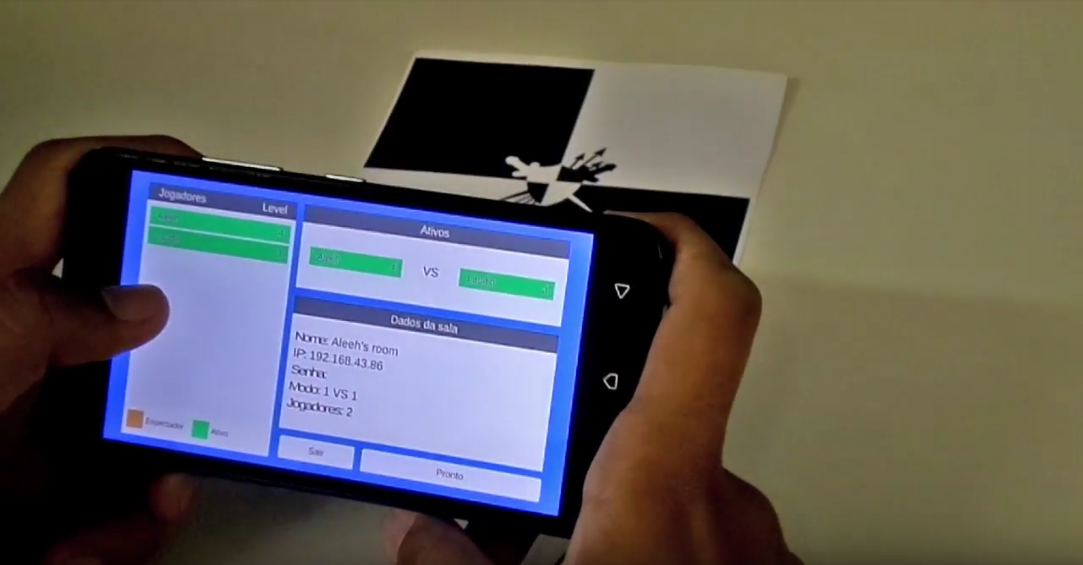 Jogadores
Level
Ativos
VS
Dados da sala
Nome: Aleeh's room
IP: 192.168.43.86
Senha:
Modo: 1 VS 1
Jogadores: 2
Espectador
Ativo
Sair
Pronto